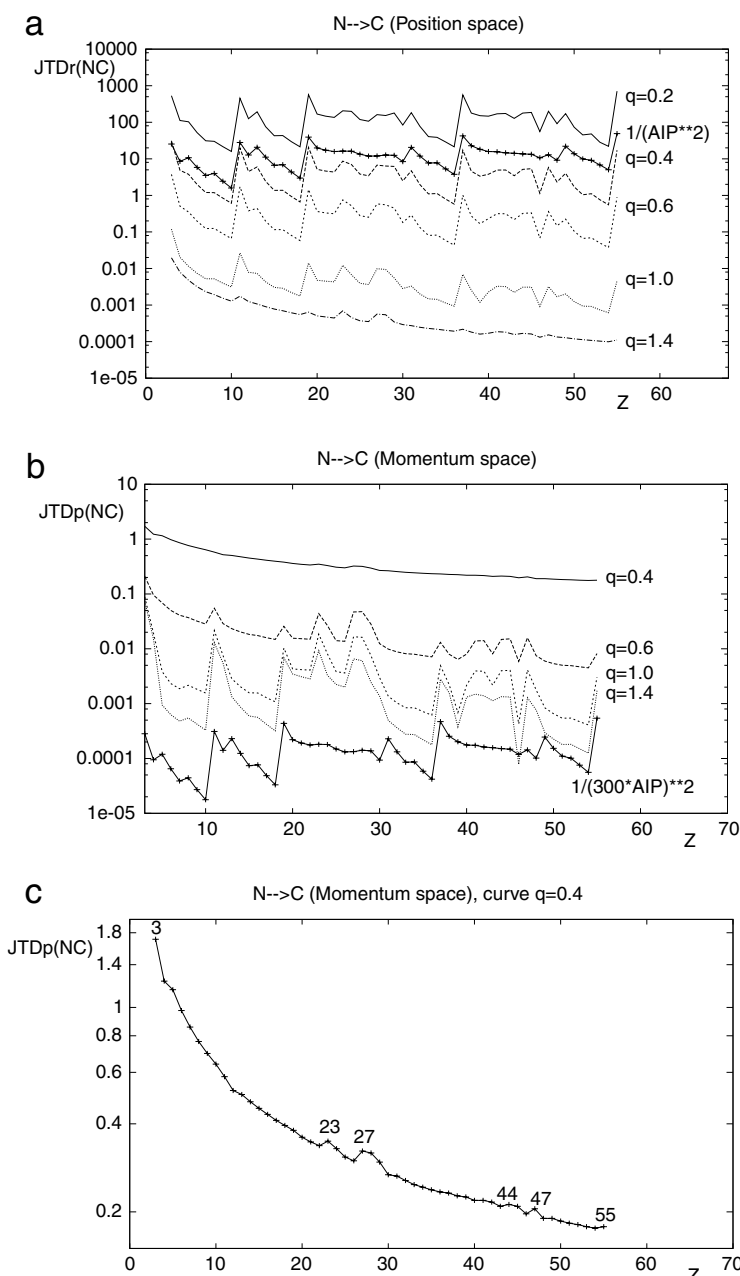 a
N-->C (Position space)
JTDr(NC)
10000
1000
100
10
1
0.1
0.01
0.001
0.0001
1e-05
q=0.2
1/(AIP**2)
q=0.4
q=0.6
q=1.0
q=1.4
0 10 20 30 40 50 60
Z
b
N-->C (Momentum space)
JTDp(NC)
10
1
0.1
0.01
0.001
0.0001
1e-05
q=0.4
q=0.6
q=1.0
q=1.4
1/(300*AIP)**2
0 10 20 30 40 50 60 70
Z
c
N-->C (Momentum space), curve q=0.4
JTDp(NC)
1.8
1.4
1
0.8
0.6
0.4
0.2
3
23
27
44
47
55
0 10 20 30 40 50 60 70
Z